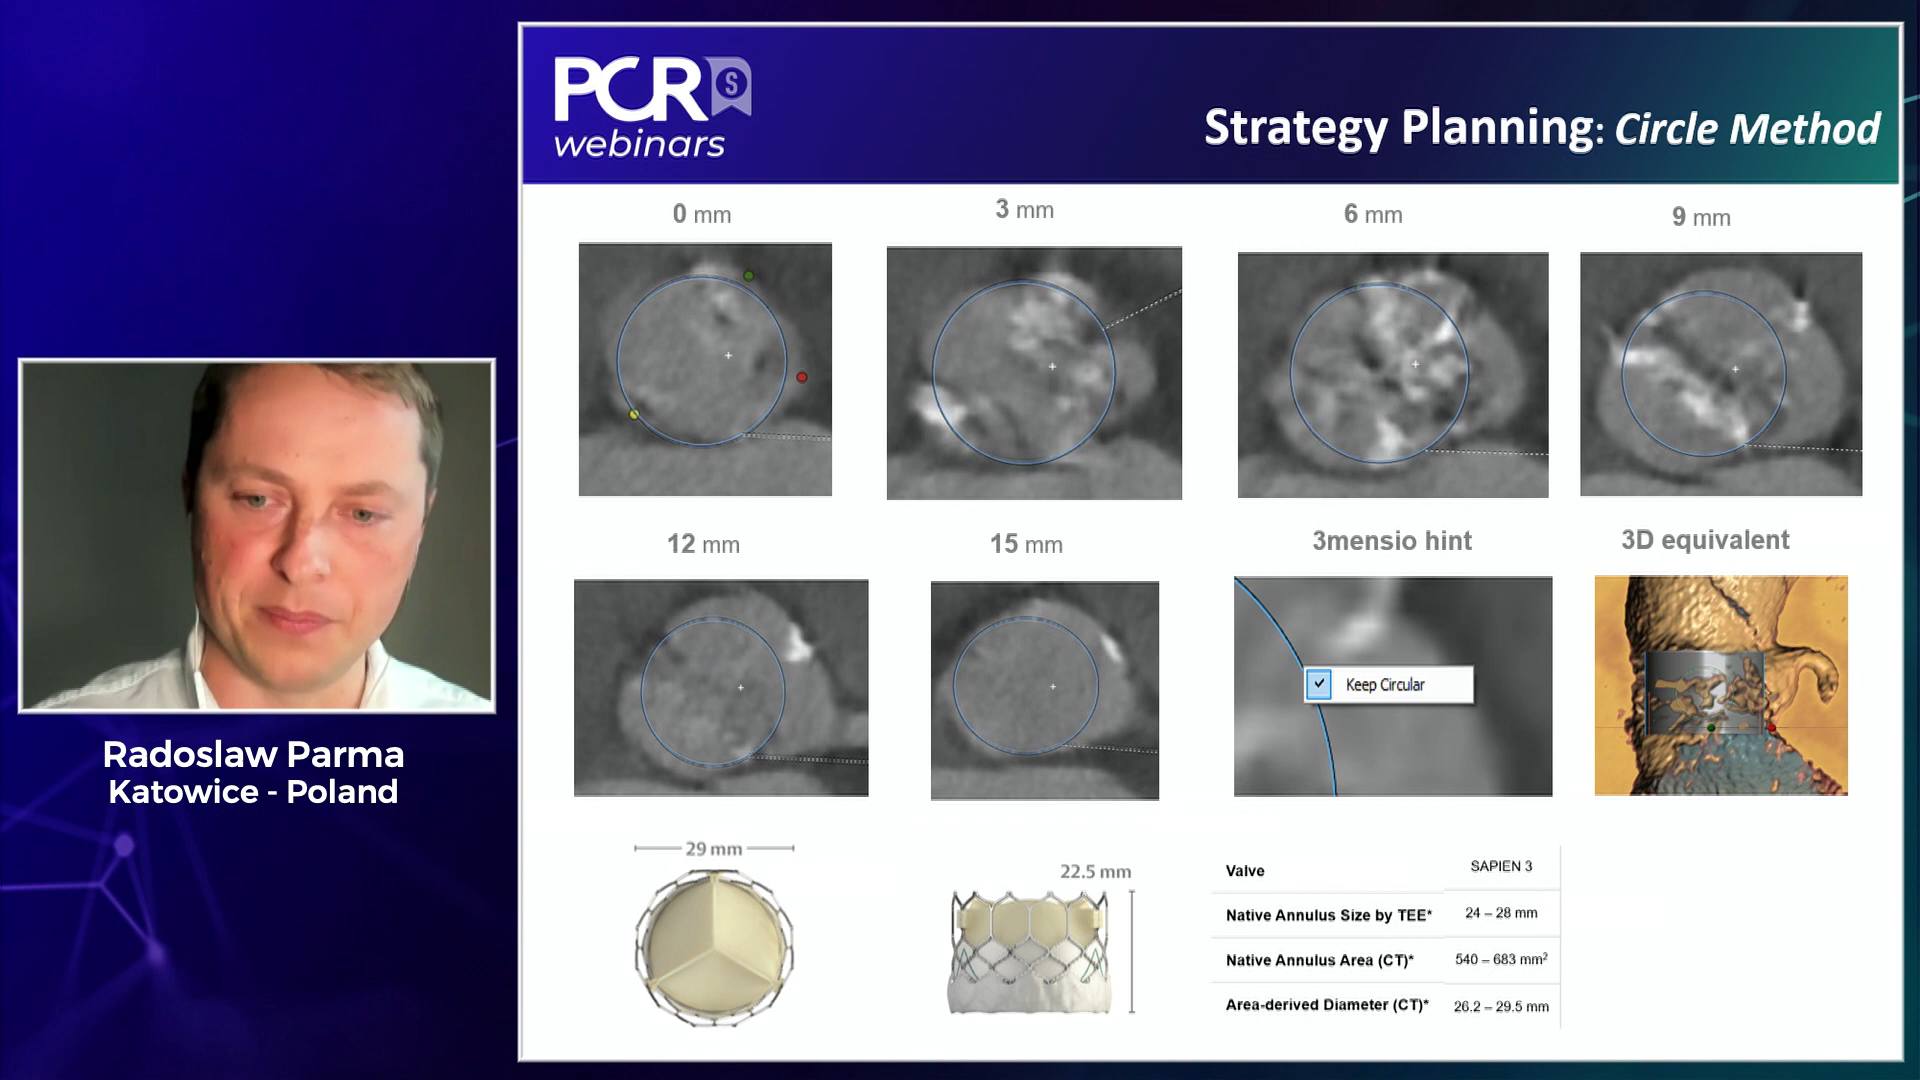 PCR S
webinars
Strategy Planning: Circle Method
0 mm
3 mm
6 mm
9 mm
12 mm
15 mm
3mensio hint
3D equivalent
Keep Circular
Radoslaw Parma
Katowice - Poland
29 mm
22.5 mm
Valve SAPIEN 3
Native Annulus Size by TEE* 24 – 28 mm
Native Annulus Area (CT)* 540 – 683 mm²
Area-derived Diameter (CT)* 26.2 – 29.5 mm